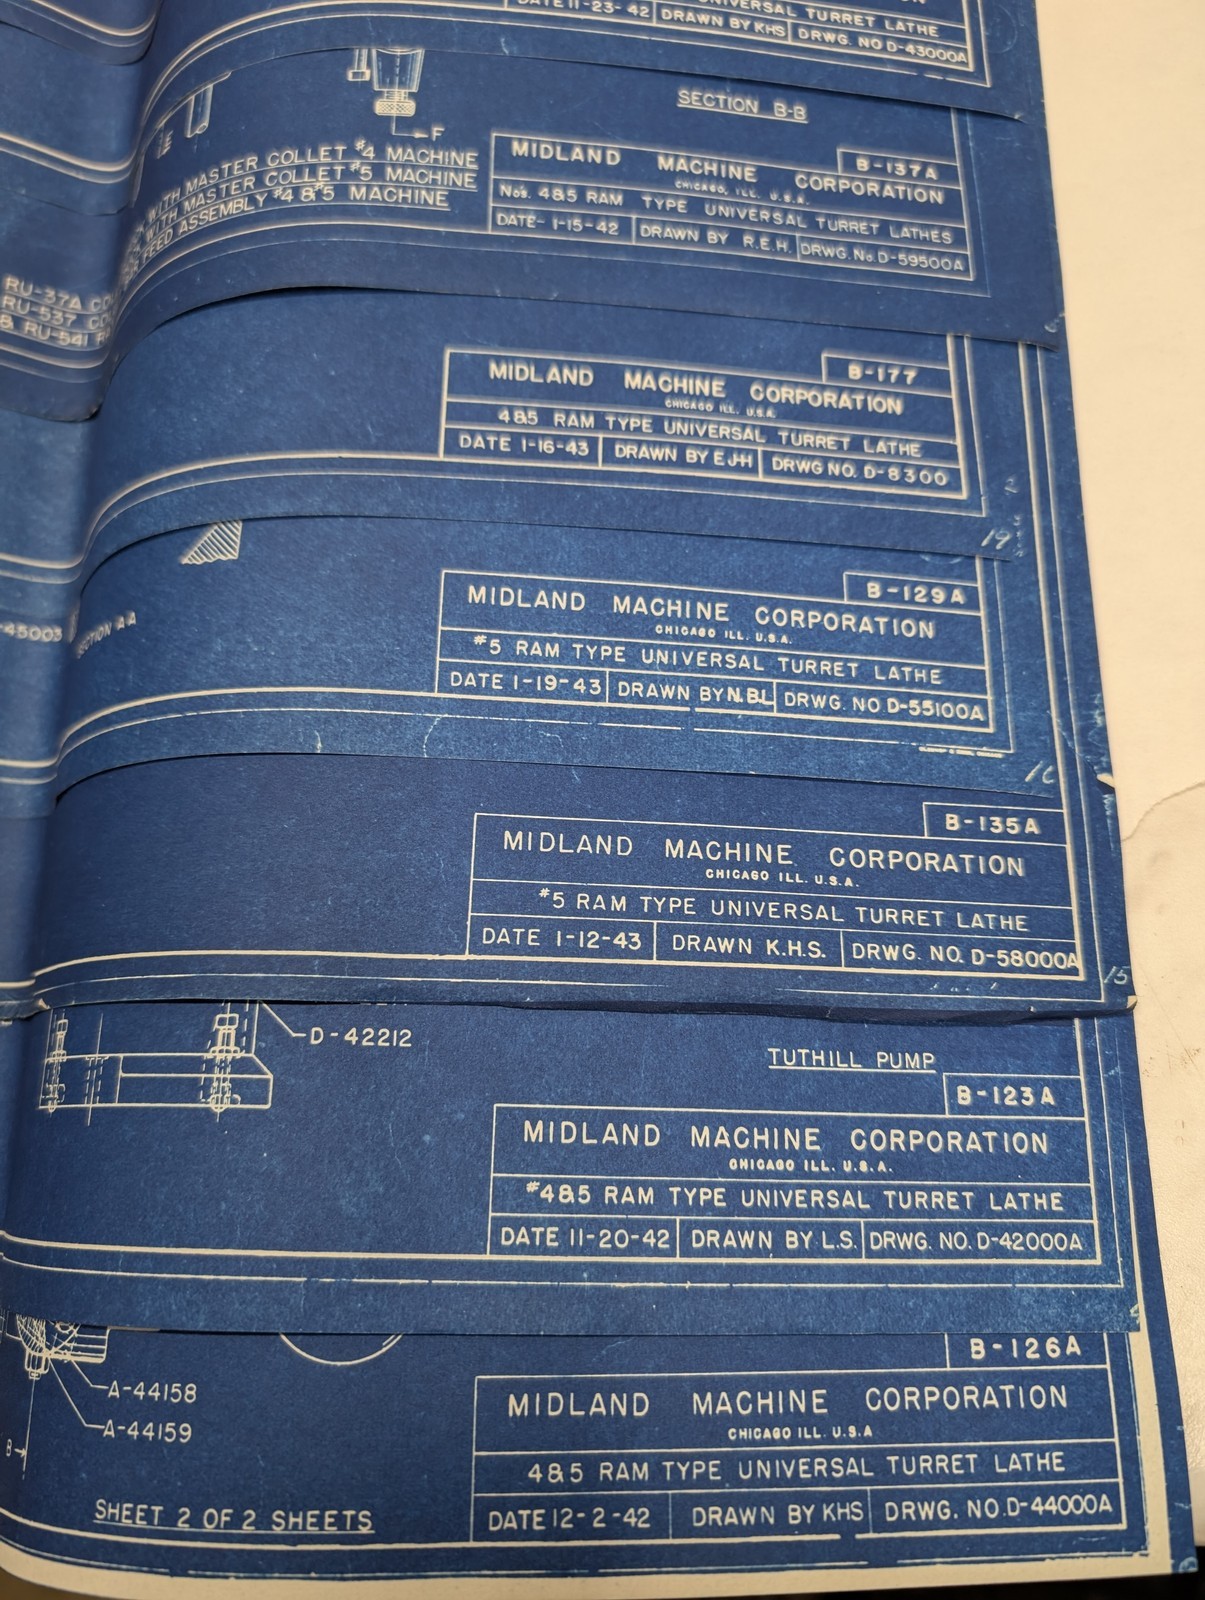 UNIVERSAL TURRET LATHE
DATE 11-23-42 DRAWN BY KHS DRWG. NO D-43000A
SECTION B-B
F
WITH MASTER COLLET #4 MACHINE
WITH MASTER COLLET #5 MACHINE
FEED ASSEMBLY #4 & #5 MACHINE
B-137A
MIDLAND MACHINE CORPORATION
CHICAGO, ILL. U.S.A.
Nos. 4&5 RAM TYPE UNIVERSAL TURRET LATHES
DATE- 1-15-42 DRAWN BY R.E.H. DRWG. No. D-59500A
RU-37A
RU-537
& RU-541
B-177
MIDLAND MACHINE CORPORATION
CHICAGO ILL. U.S.A.
4&5 RAM TYPE UNIVERSAL TURRET LATHE
DATE 1-16-43 DRAWN BY EJH DRWG NO. D-8300
2
19
-45003
SECTION A-A
B-129A
MIDLAND MACHINE CORPORATION
CHICAGO ILL. U.S.A.
#5 RAM TYPE UNIVERSAL TURRET LATHE
DATE 1-19-43 DRAWN BY N.B.L DRWG. NO D-55100A
B-135A
MIDLAND MACHINE CORPORATION
CHICAGO ILL. U.S.A.
#5 RAM TYPE UNIVERSAL TURRET LATHE
DATE 1-12-43 DRAWN K.H.S. DRWG. NO. D-58000A
15
D-42212
TUTHILL PUMP
B-123A
MIDLAND MACHINE CORPORATION
CHICAGO ILL. U.S.A.
#4&5 RAM TYPE UNIVERSAL TURRET LATHE
DATE 11-20-42 DRAWN BY L.S. DRWG. NO. D-42000A
B-126A
A-44158
A-44159
B
MIDLAND MACHINE CORPORATION
CHICAGO ILL. U.S.A
4&5 RAM TYPE UNIVERSAL TURRET LATHE
DATE 12-2-42 DRAWN BY KHS DRWG. NO. D-44000A
SHEET 2 OF 2 SHEETS